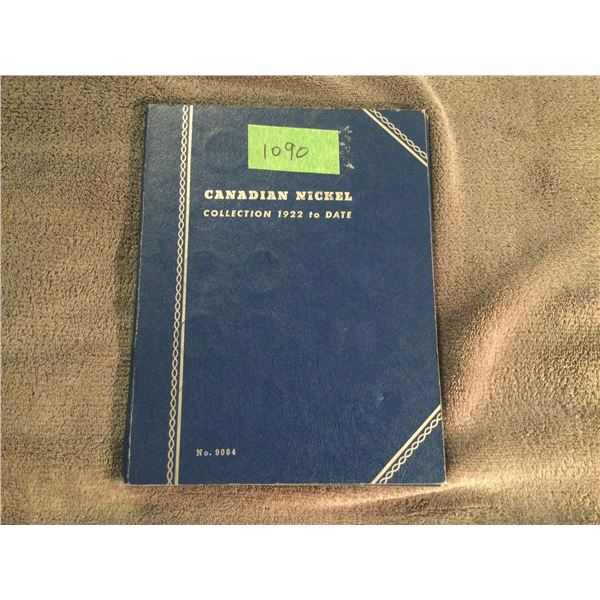 1090
CANADIAN NICKEL
COLLECTION 1922 to DATE
No. 9064